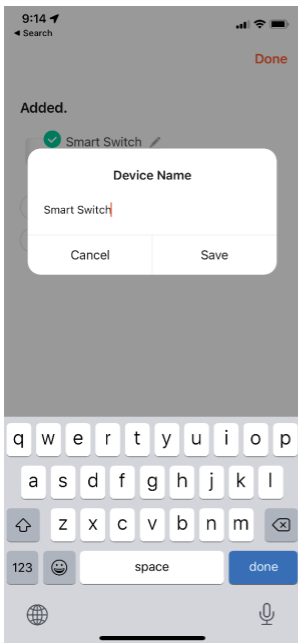 9:14
◄ Search
Done
Added.
Smart Switch
Device Name
Smart Switch
Cancel Save
q w e r t y u i o p
a s d f g h j k l
z x c v b n m
123 space done